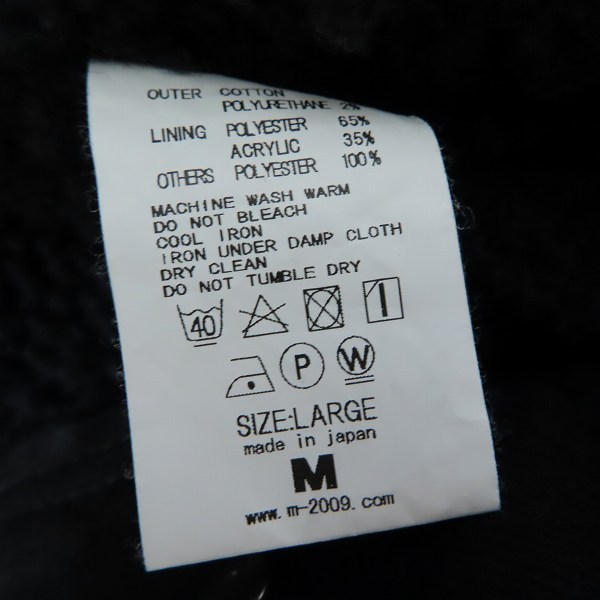 OUTER COTTON
POLYURETHANE 2%
LINING POLYESTER 65%
ACRYLIC 35%
OTHERS POLYESTER 100%
MACHINE WASH WARM
DO NOT BLEACH
COOL IRON
IRON UNDER DAMP CLOTH
DRY CLEAN
DO NOT TUMBLE DRY
40
P W
SIZE:LARGE
made in japan
M
www.m-2009.com